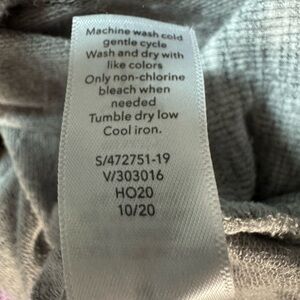 Machine wash cold
gentle cycle
Wash and dry with
like colors
Only non-chlorine
bleach when
needed
Tumble dry low
Cool iron.
S/472751-19
V/303016
HO20
10/20